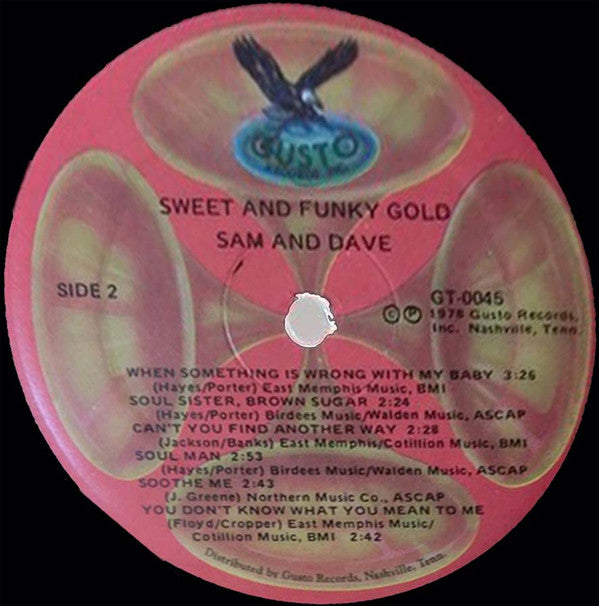 GUSTO
RECORDS INC.
SWEET AND FUNKY GOLD
SAM AND DAVE
SIDE 2
GT-0045
© ℗ 1978 Gusto Records,
Inc. Nashville, Tenn.
WHEN SOMETHING IS WRONG WITH MY BABY 3:26
(Hayes/Porter) East Memphis Music, BMI
SOUL SISTER, BROWN SUGAR 2:24
(Hayes/Porter) Birdees Music/Walden Music, ASCAP
CAN'T YOU FIND ANOTHER WAY 2:28
(Jackson/Banks) East Memphis/Cotillion Music, BMI
SOUL MAN 2:53
(Hayes/Porter) Birdees Music/Walden Music, ASCAP
SOOTHE ME 2:43
(J. Greene) Northern Music Co., ASCAP
YOU DON'T KNOW WHAT YOU MEAN TO ME
(Floyd/Cropper) East Memphis Music/
Cotillion Music, BMI 2:42
Distributed by Gusto Records, Nashville, Tenn.